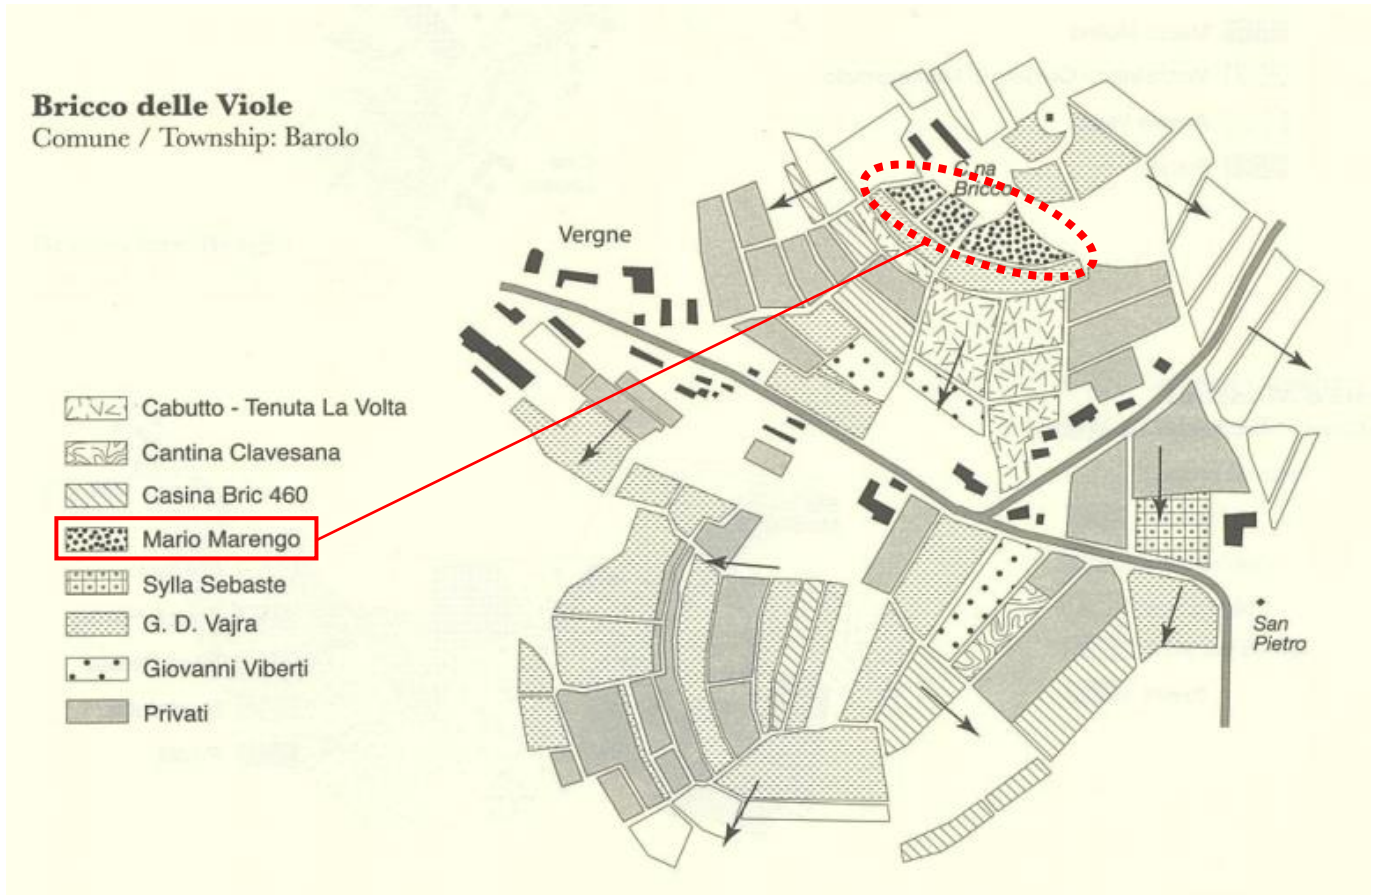 Bricco delle Viole
Comune / Township: Barolo
C.na
Bricco
Vergne
Cabutto - Tenuta La Volta
Cantina Clavesana
Casina Bric 460
Mario Marengo
Sylla Sebaste
G. D. Vajra
Giovanni Viberti
Privati
San
Pietro